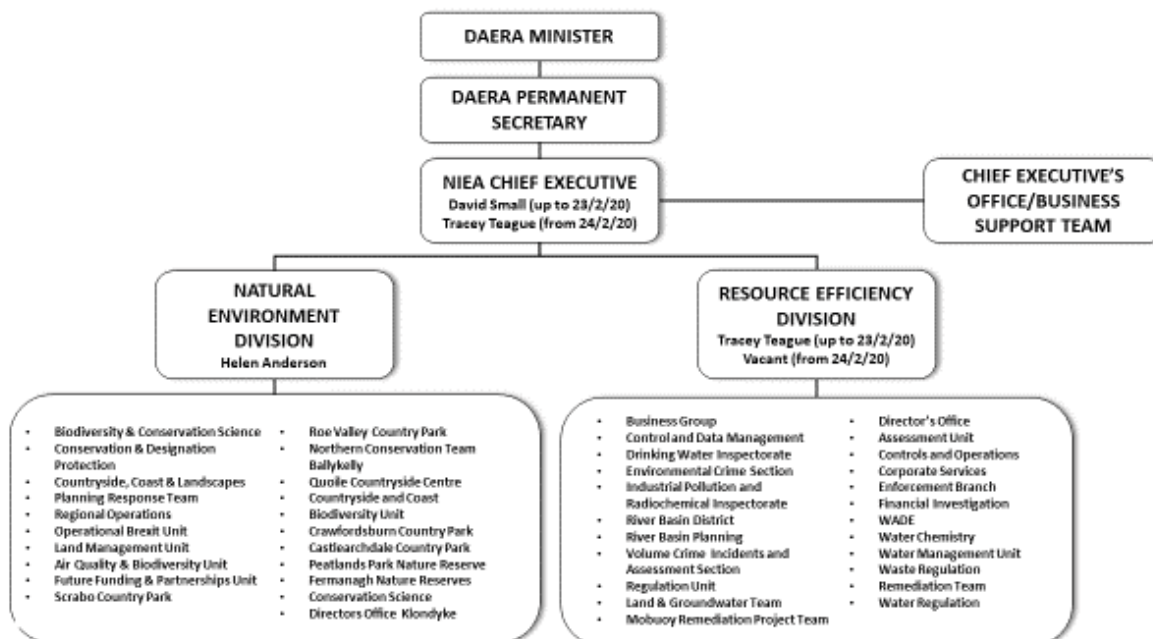 DAERA MINISTER
DAERA PERMANENT
SECRETARY
NIEA CHIEF EXECUTIVE
David Small (up to 23/2/20)
Tracey Teague (from 24/2/20)
CHIEF EXECUTIVE'S
OFFICE/BUSINESS
SUPPORT TEAM
NATURAL
ENVIRONMENT
DIVISION
Helen Anderson
RESOURCE EFFICIENCY
DIVISION
Tracey Teague (up to 23/2/20)
Vacant (from 24/2/20)
• Biodiversity & Conservation Science
• Conservation & Designation
Protection
• Countryside, Coast & Landscapes
• Planning Response Team
• Regional Operations
• Operational Brexit Unit
• Land Management Unit
• Air Quality & Biodiversity Unit
• Future Funding & Partnerships Unit
• Scrabo Country Park
• Roe Valley Country Park
• Northern Conservation Team
Ballykelly
• Quoile Countryside Centre
• Countryside and Coast
• Biodiversity Unit
• Crawfordsburn Country Park
• Castlearchdale Country Park
• Peatlands Park Nature Reserve
• Fermanagh Nature Reserves
• Conservation Science
• Directors Office Klondyke
• Business Group
• Control and Data Management
• Drinking Water Inspectorate
• Environmental Crime Section
• Industrial Pollution and
Radiochemical Inspectorate
• River Basin District
• River Basin Planning
• Volume Crime Incidents and
Assessment Section
• Regulation Unit
• Land & Groundwater Team
• Mobuoy Remediation Project Team
• Director's Office
• Assessment Unit
• Controls and Operations
• Corporate Services
• Enforcement Branch
• Financial Investigation
• WADE
• Water Chemistry
• Water Management Unit
• Waste Regulation
• Remediation Team
• Water Regulation